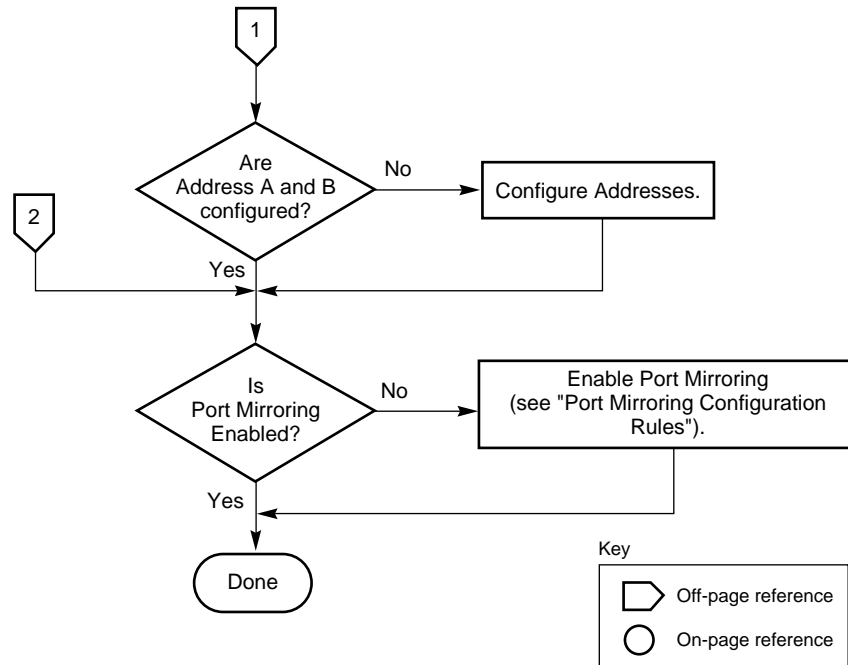 1
Are
Address A and B
configured?
No
Configure Addresses.
2
Yes
Is
Port Mirroring
Enabled?
No
Enable Port Mirroring
(see "Port Mirroring Configuration
Rules").
Yes
Done
Key
Off-page reference
On-page reference